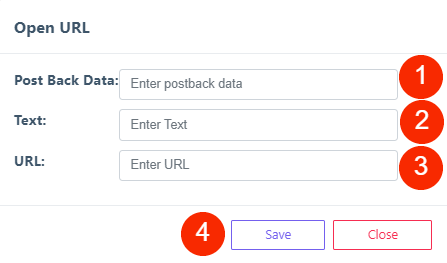 Open URL
Post Back Data: Enter postback data 1
Text: Enter Text 2
URL: Enter URL 3
4 Save Close